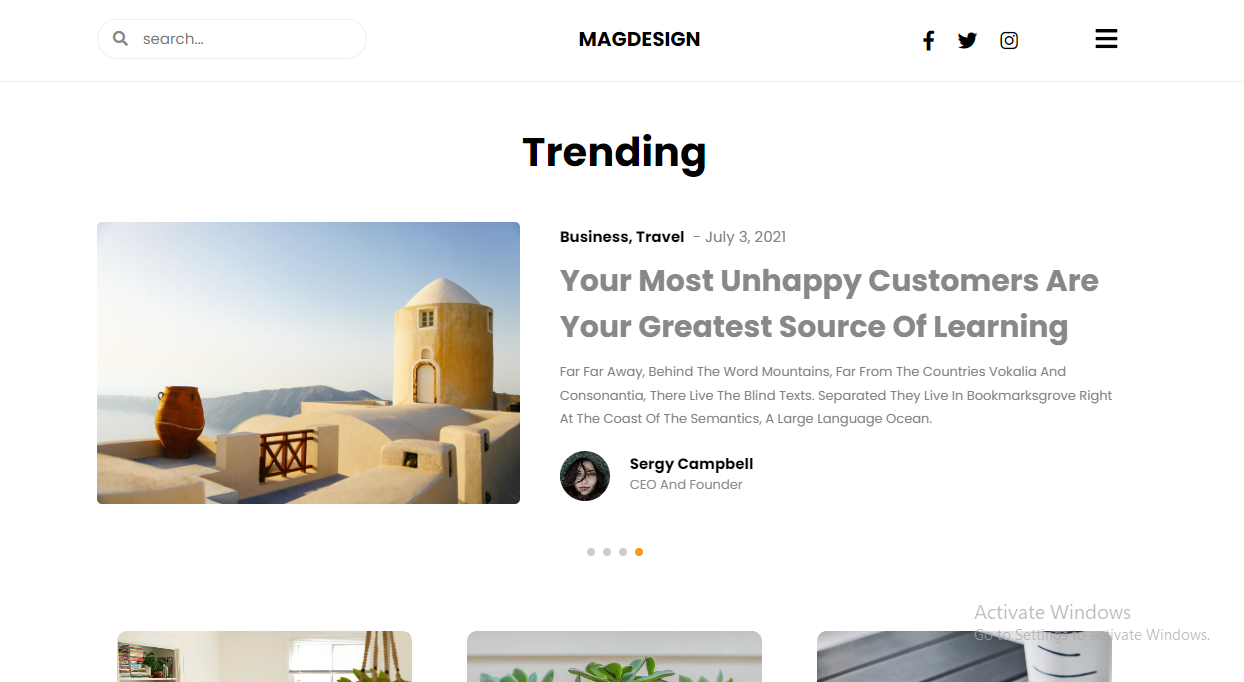 search...
MAGDESIGN
Trending
Business, Travel - July 3, 2021
Your Most Unhappy Customers Are
Your Greatest Source Of Learning
Far Far Away, Behind The Word Mountains, Far From The Countries Vokalia And
Consonantia, There Live The Blind Texts. Separated They Live In Bookmarksgrove Right
At The Coast Of The Semantics, A Large Language Ocean.
Sergy Campbell
CEO And Founder
Activate Windows
Go to Settings to activate Windows.